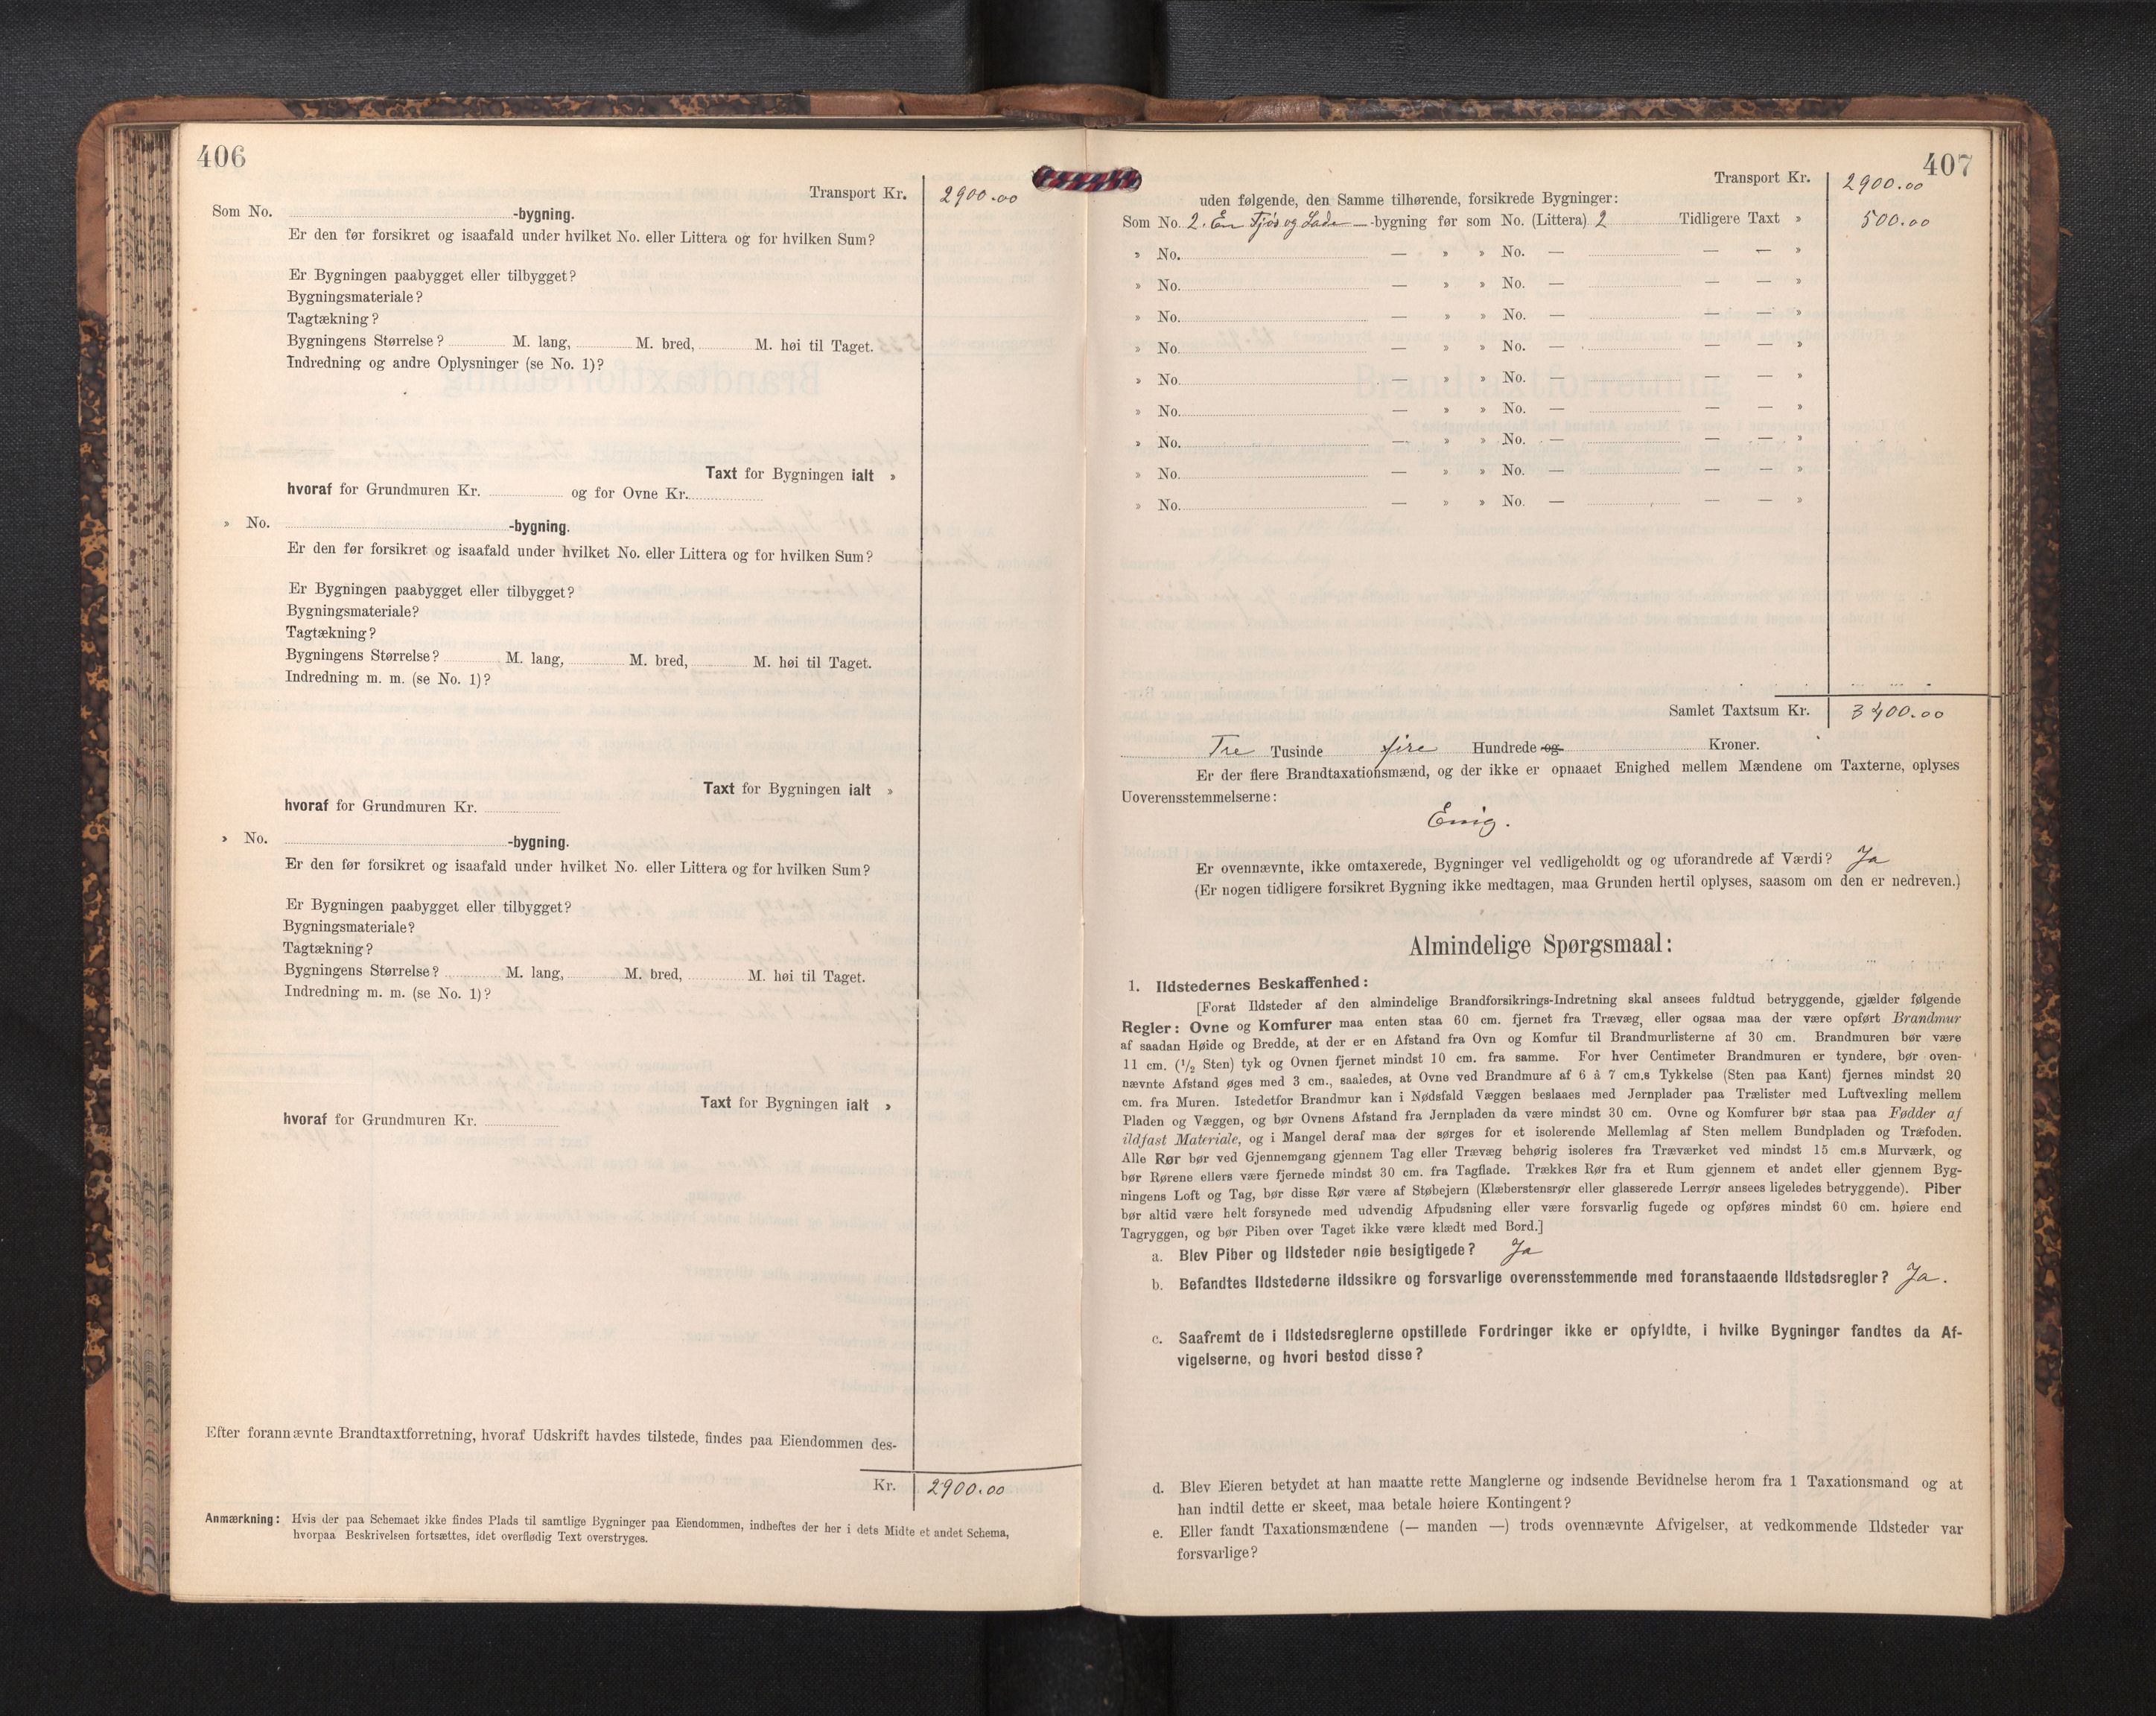 406
Transport Kr. 2900.00
Som No. -bygning.
Er den før forsikret og isaafald under hvilket No. eller Littera og for hvilken Sum?
Er Bygningen paabygget eller tilbygget?
Bygningsmateriale?
Tagtækning?
Bygningens Størrelse? M. lang, M. bred, M. høi til Taget.
Indredning og andre Oplysninger (se No. 1)?
Taxt for Bygningen ialt »
hvoraf for Grundmuren Kr. og for Ovne Kr.
» No. -bygning.
Er den før forsikret og isaafald under hvilket No. eller Littera og for hvilken Sum?
Er Bygningen paabygget eller tilbygget?
Bygningsmateriale?
Tagtækning?
Bygningens Størrelse? M. lang, M. bred, M. høi til Taget.
Indredning m. m. (se No. 1)?
Taxt for Bygningen ialt »
hvoraf for Grundmuren Kr.
» No. -bygning.
Er den før forsikret og isaafald under hvilket No. eller Littera og for hvilken Sum?
Er Bygningen paabygget eller tilbygget?
Bygningsmateriale?
Tagtækning?
Bygningens Størrelse? M. lang, M. bred, M. høi til Taget.
Indredning m. m. (se No. 1)?
Taxt for Bygningen ialt »
hvoraf for Grundmuren Kr.
Efter forannævnte Brandtaxtforretning, hvoraf Udskrift havdes tilstede, findes paa Eiendommen des-
Kr. 2900.00
Anmærkning: Hvis der paa Schemaet ikke findes Plads til samtlige Bygninger paa Eiendommen, indheftes der her i dets Midte et andet Schema,
hvorpaa Beskrivelsen fortsættes, idet overflødig Text overstryges.
407
Transport Kr. 2900.00
uden følgende, den Samme tilhørende, forsikrede Bygninger:
Som No. 2. En Fjøs og Lade -bygning før som No. (Littera) 2 Tidligere Taxt » 500.00
» No. — » » No. — — — »
» No. — » » No. — — — »
» No. — » » No. — — — »
» No. — » » No. — — — »
» No. — » » No. — — — »
» No. — » » No. — — — »
» No. — » » No. — — — »
» No. — » » No. — — — »
» No. — » » No. — — — »
Samlet Taxtsum Kr. 3400.00
Tre Tusinde fire Hundrede og Kroner.
Er der flere Brandtaxationsmænd, og der ikke er opnaaet Enighed mellem Mændene om Taxterne, oplyses
Uoverensstemmelserne:
Enig.
Er ovennævnte, ikke omtaxerede, Bygninger vel vedligeholdt og og uforandrede af Værdi? Ja
(Er nogen tidligere forsikret Bygning ikke medtagen, maa Grunden hertil oplyses, saasom om den er nedreven.)
Almindelige Spørgsmaal:
1. Ildstedernes Beskaffenhed:
[Forat Ildsteder af den almindelige Brandforsikrings-Indretning skal ansees fuldtud betryggende, gjælder følgende
Regler: Ovne og Komfurer maa enten staa 60 cm. fjernet fra Trævæg, eller ogsaa maa der være opført Brandmur
af saadan Høide og Bredde, at der er en Afstand fra Ovn og Komfur til Brandmurlisterne af 30 cm. Brandmuren bør være
11 cm. (1/2 Sten) tyk og Ovnen fjernet mindst 10 cm. fra samme. For hver Centimeter Brandmuren er tyndere, bør oven-
nævnte Afstand øges med 3 cm., saaledes, at Ovne ved Brandmure af 6 à 7 cm.s Tykkelse (Sten paa Kant) fjernes mindst 20
cm. fra Muren. Istedetfor Brandmur kan i Nødsfald Væggen beslaaes med Jernplader paa Trælister med Luftvexling mellem
Pladen og Væggen, og bør Ovnens Afstand fra Jernpladen da være mindst 30 cm. Ovne og Komfurer bør staa paa Fødder af
ildfast Materiale, og i Mangel deraf maa der sørges for et isolerende Mellemlag af Sten mellem Bundpladen og Træfoden.
Alle Rør bør ved Gjennemgang gjennem Tag eller Trævæg behørig isoleres fra Træværket ved mindst 15 cm.s Murværk, og
bør Rørene ellers være fjernede mindst 30 cm. fra Tagflade. Trækkes Rør fra et Rum gjennem et andet eller gjennem Byg-
ningens Loft og Tag, bør disse Rør være af Støbejern (Klæberstensrør eller glasserede Lerrør ansees ligeledes betryggende). Piber
bør altid være helt forsynede med udvendig Afpudsning eller være forsvarlig fugede og opføres mindst 60 cm. høiere end
Tagryggen, og bør Piben over Taget ikke være klædt med Bord.]
a. Blev Piber og Ildsteder nøie besigtigede? Ja
b. Befandtes Ildstederne ildssikre og forsvarlige overensstemmende med foranstaaende Ildstedsregler? Ja.
c. Saafremt de i Ildstedsreglerne opstillede Fordringer ikke er opfyldte, i hvilke Bygninger fandtes da Af-
vigelserne, og hvori bestod disse?
d. Blev Eieren betydet at han maatte rette Manglerne og indsende Bevidnelse herom fra 1 Taxationsmand og at
han indtil dette er skeet, maa betale høiere Kontingent?
e. Eller fandt Taxationsmændene (— manden —) trods ovennævnte Afvigelser, at vedkommende Ildsteder var
forsvarlige?